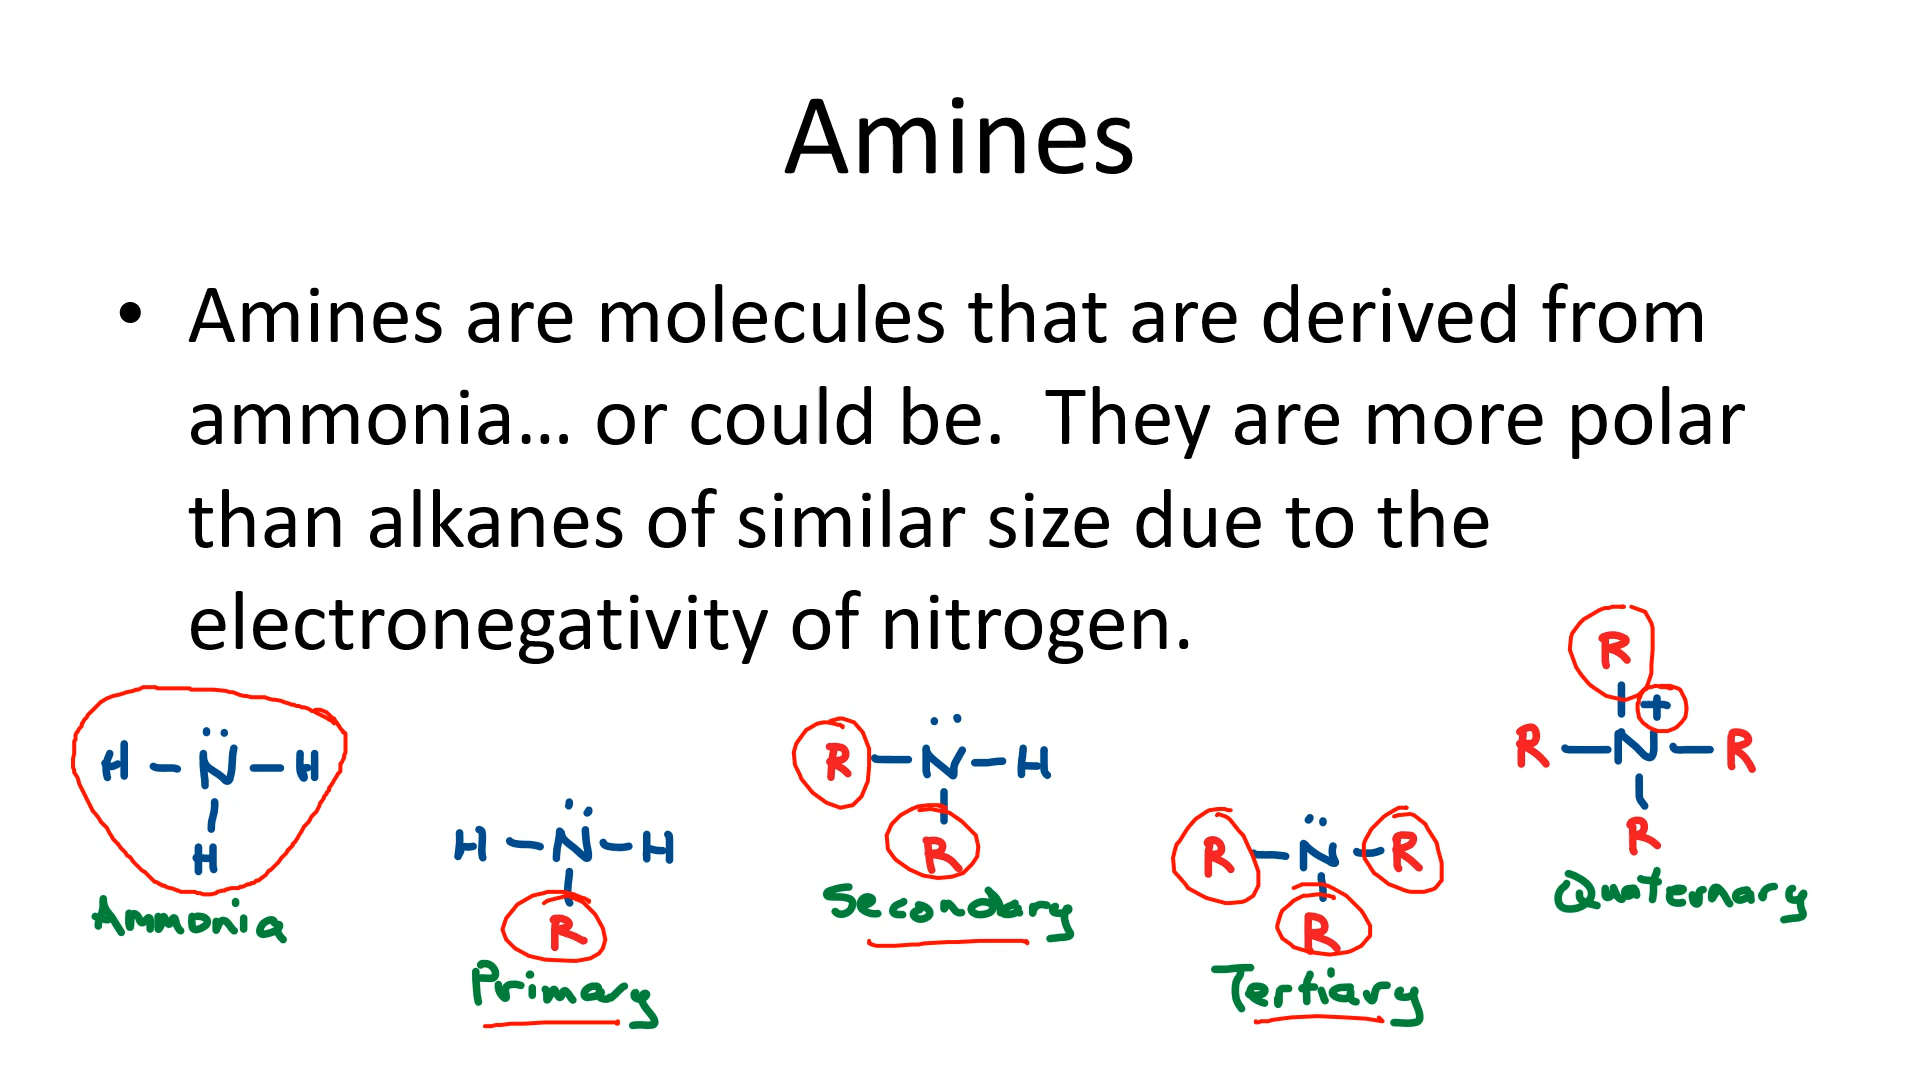 Amines
• Amines are molecules that are derived from
ammonia... or could be. They are more polar
than alkanes of similar size due to the
electronegativity of nitrogen.
H – N̈ – H
H
Ammonia
H – N̈ – H
R
Primary
R – N̈ – H
R
Secondary
R – N̈ – R
R
Tertiary
R
+
R – N – R
R
Quaternary